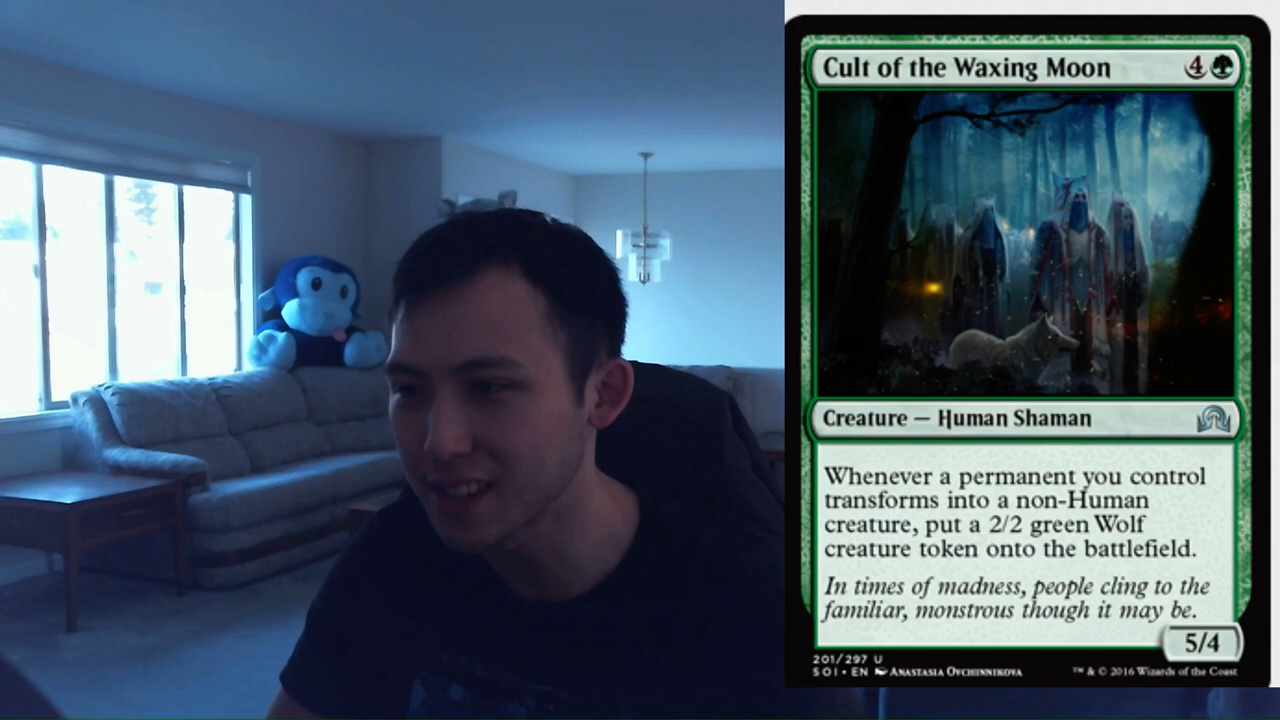 Cult of the Waxing Moon 4
Creature — Human Shaman
Whenever a permanent you control
transforms into a non-Human
creature, put a 2/2 green Wolf
creature token onto the battlefield.
In times of madness, people cling to the
familiar, monstrous though it may be.
5/4
201/297 U
SOI • EN Anastasia Ovchinnikova
™ & © 2016 Wizards of the Coast